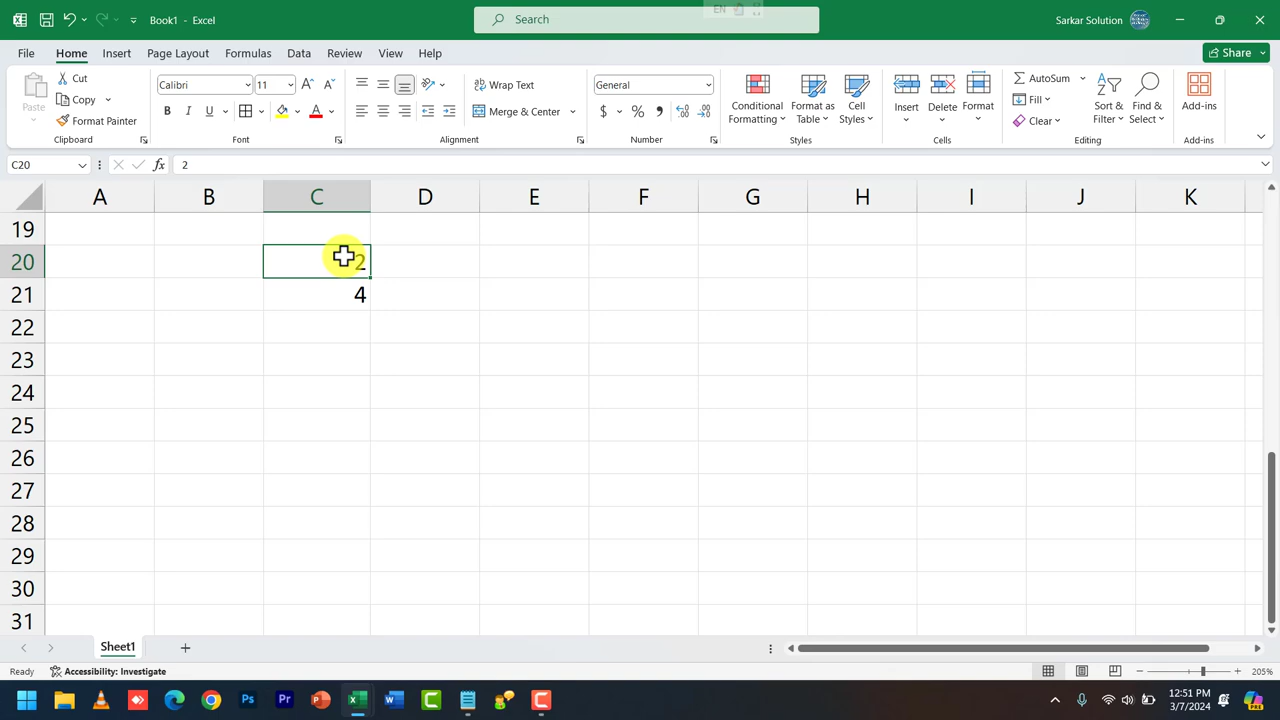 Book1 - Excel
Search
EN
Sarkar Solution
File Home Insert Page Layout Formulas Data Review View Help
Share
Paste
Cut
Copy
Format Painter
Clipboard
Calibri 11
B I U
Font
Wrap Text
Merge & Center
Alignment
General
$ % ,
Number
Conditional Formatting
Format as Table
Cell Styles
Styles
Insert
Delete
Format
Cells
AutoSum
Fill
Clear
Sort & Filter
Find & Select
Editing
Add-ins
Add-ins
C20 fx 2
A B C D E F G H I J K
19
20 2
21 4
22
23
24
25
26
27
28
29
30
31
Sheet1
Ready Accessibility: Investigate 205%
12:51 PM
3/7/2024